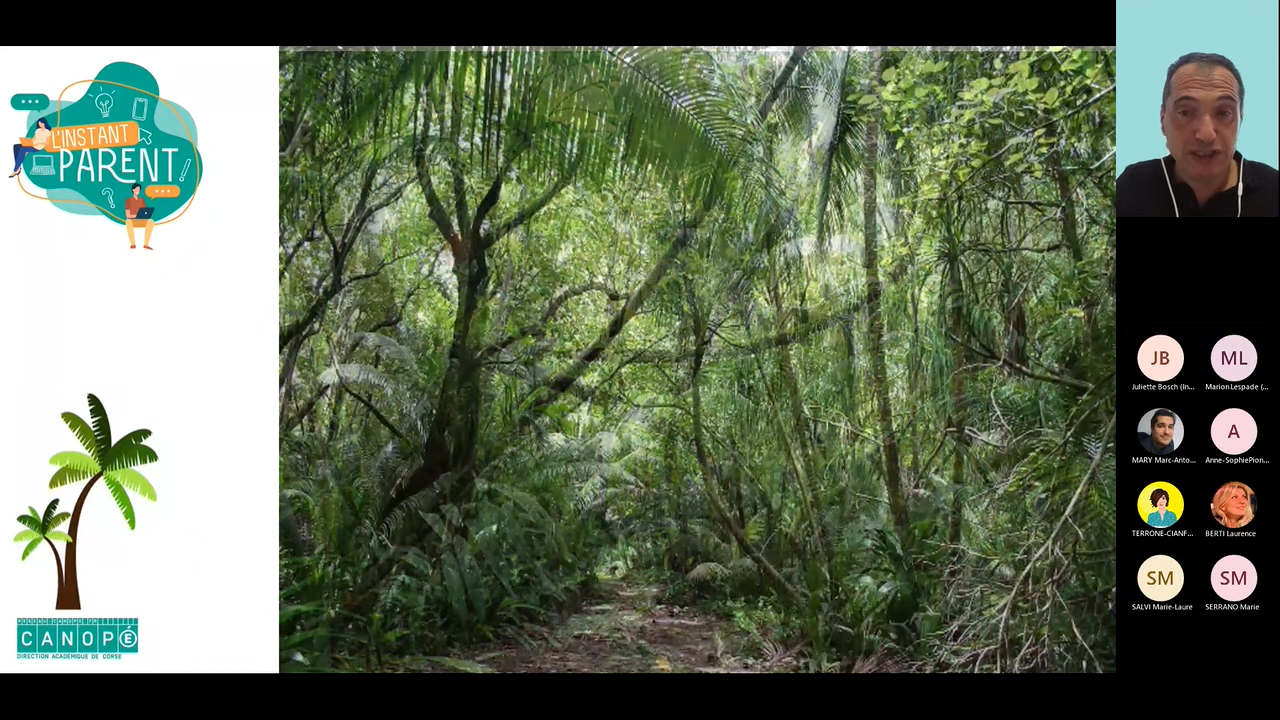 L'INSTANT
PARENT
CANOPÉ
DIRECTION ACADÉMIQUE DE CORSE
JB
ML
Juliette Bosch (In...
Marion Lespade (...
A
MARY Marc-Anto...
Anne-SophiePion...
TERRONE-CIANF...
BERTI Laurence
SM
SM
SALVI Marie-Laure
SERRANO Marie